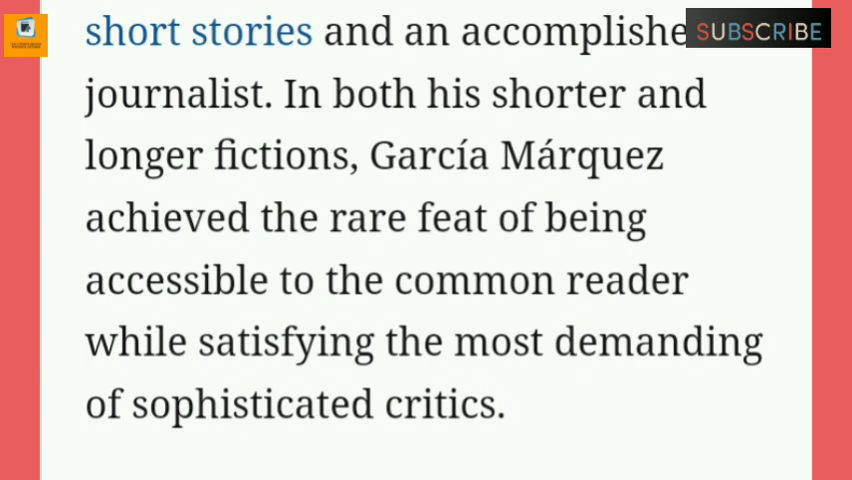 short stories and an accomplishe
SUBSCRIBE
journalist. In both his shorter and
longer fictions, García Márquez
achieved the rare feat of being
accessible to the common reader
while satisfying the most demanding
of sophisticated critics.